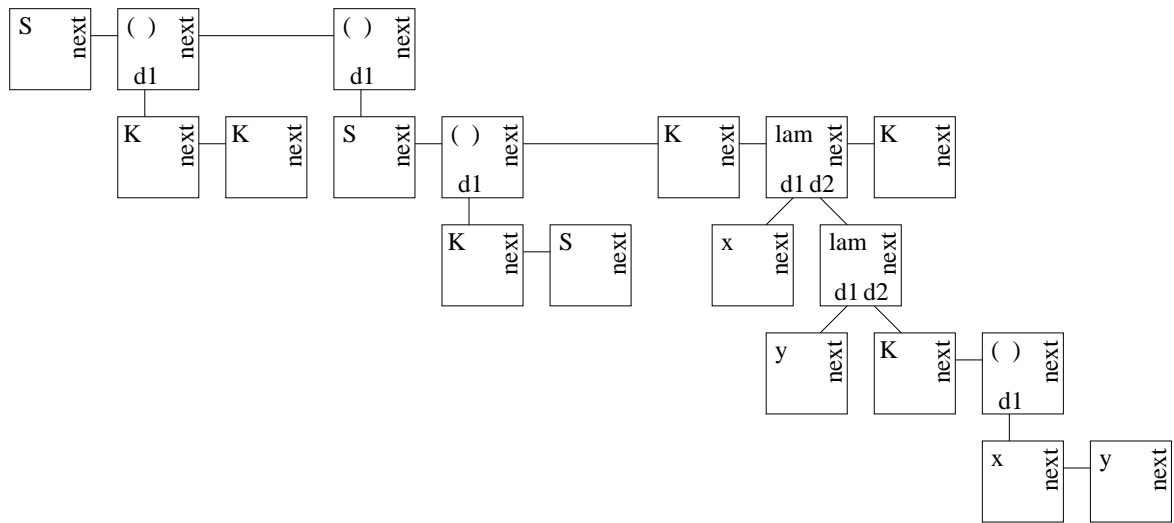 S next ( ) next ( ) next
d1 d1
K next K next S next ( ) next K next lam next K next
d1 d1 d2
K next S next x next lam next
d1 d2
y next K next ( ) next
d1
x next y next